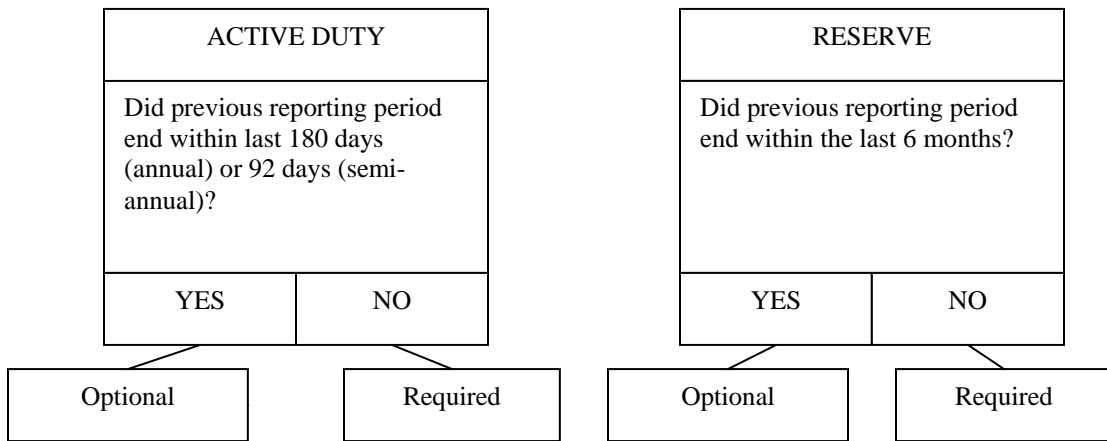 ACTIVE DUTY
Did previous reporting period
end within last 180 days
(annual) or 92 days (semi-
annual)?
YES
NO
Optional
Required
RESERVE
Did previous reporting period
end within the last 6 months?
YES
NO
Optional
Required